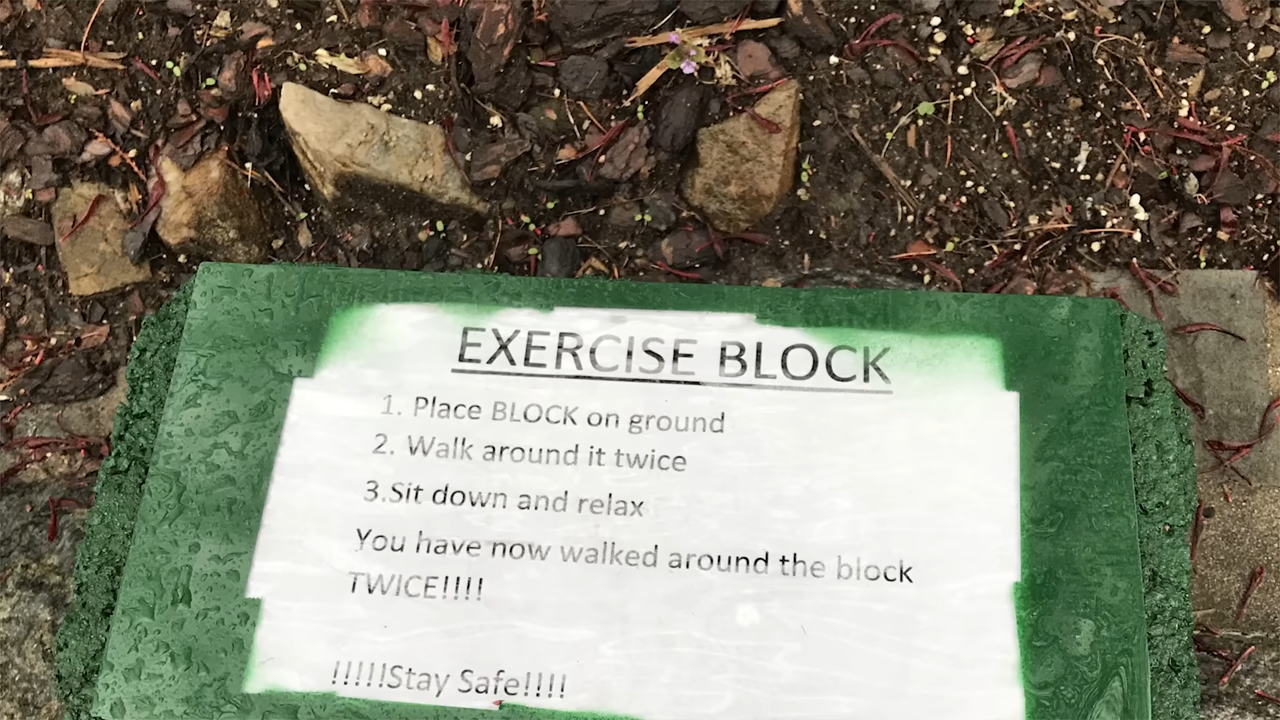 EXERCISE BLOCK
1. Place BLOCK on ground
2. Walk around it twice
3.Sit down and relax
You have now walked around the block
TWICE!!!!
!!!!!Stay Safe!!!!